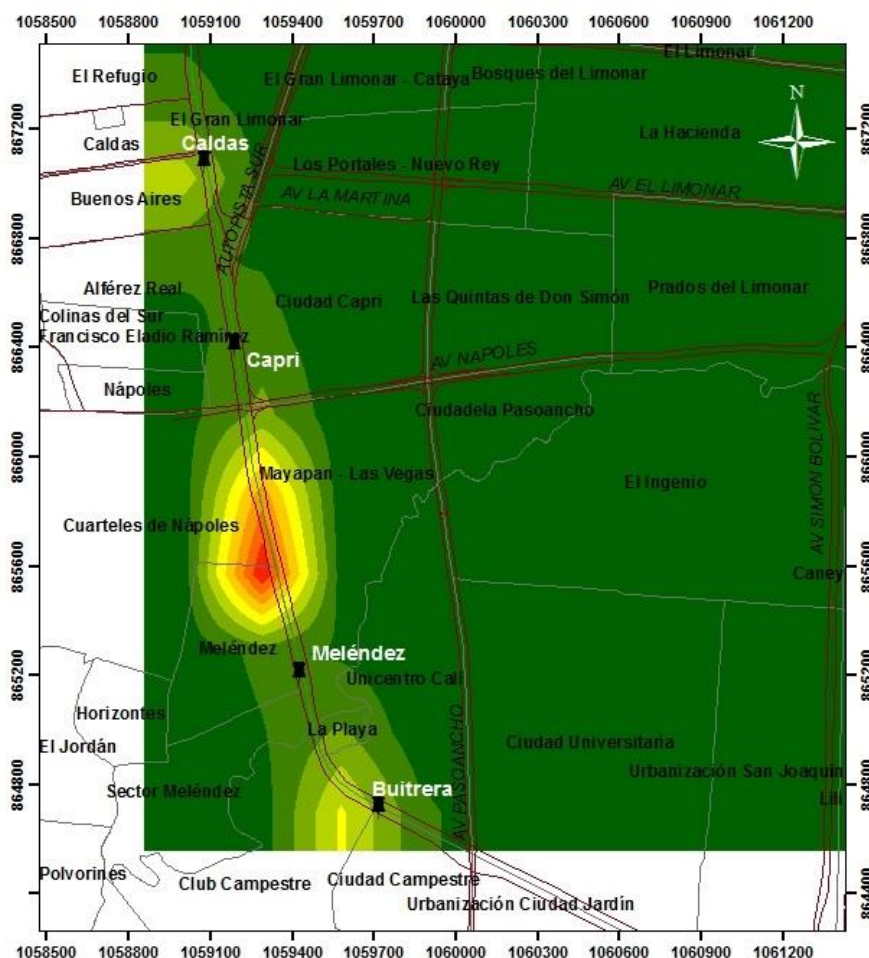 1058500 1058800 1059100 1059400 1059700 1060000 1060300 1060600 1060900 1061200
El Limonar
El Refugio
El Gran Limonar - Cataya
Bosques del Limonar
N
867200
El Gran Limonar
La Hacienda
867200
Caldas
Caldas
Los Portales - Nuevo Rey
Buenos Aires
AV LA MARTINA
AV EL LIMONAR
AUTOPISTA SUR
866800
866800
Alférez Real
Ciudad Capri
Las Quintas de Don Simón
Prados del Limonar
Colinas del Sur
Francisco Eladio Ramírez
866400
Capri
AV NAPOLES
866400
Nápoles
Ciudadela Pasoancho
AV SIMON BOLIVAR
866000
Mayapan - Las Vegas
El Ingenio
866000
Cuarteles de Nápoles
865600
Caney
865600
Meléndez
Meléndez
865200
Unicentro Cali
865200
Horizontes
La Playa
El Jordán
Ciudad Universitaria
AV PASOANCHO
Urbanización San Joaquin
864800
Sector Meléndez
Buitrera
Lili
864800
Polvorines
Club Campestre
Ciudad Campestre
864400
Urbanización Ciudad Jardín
864400
1058500 1058800 1059100 1059400 1059700 1060000 1060300 1060600 1060900 1061200